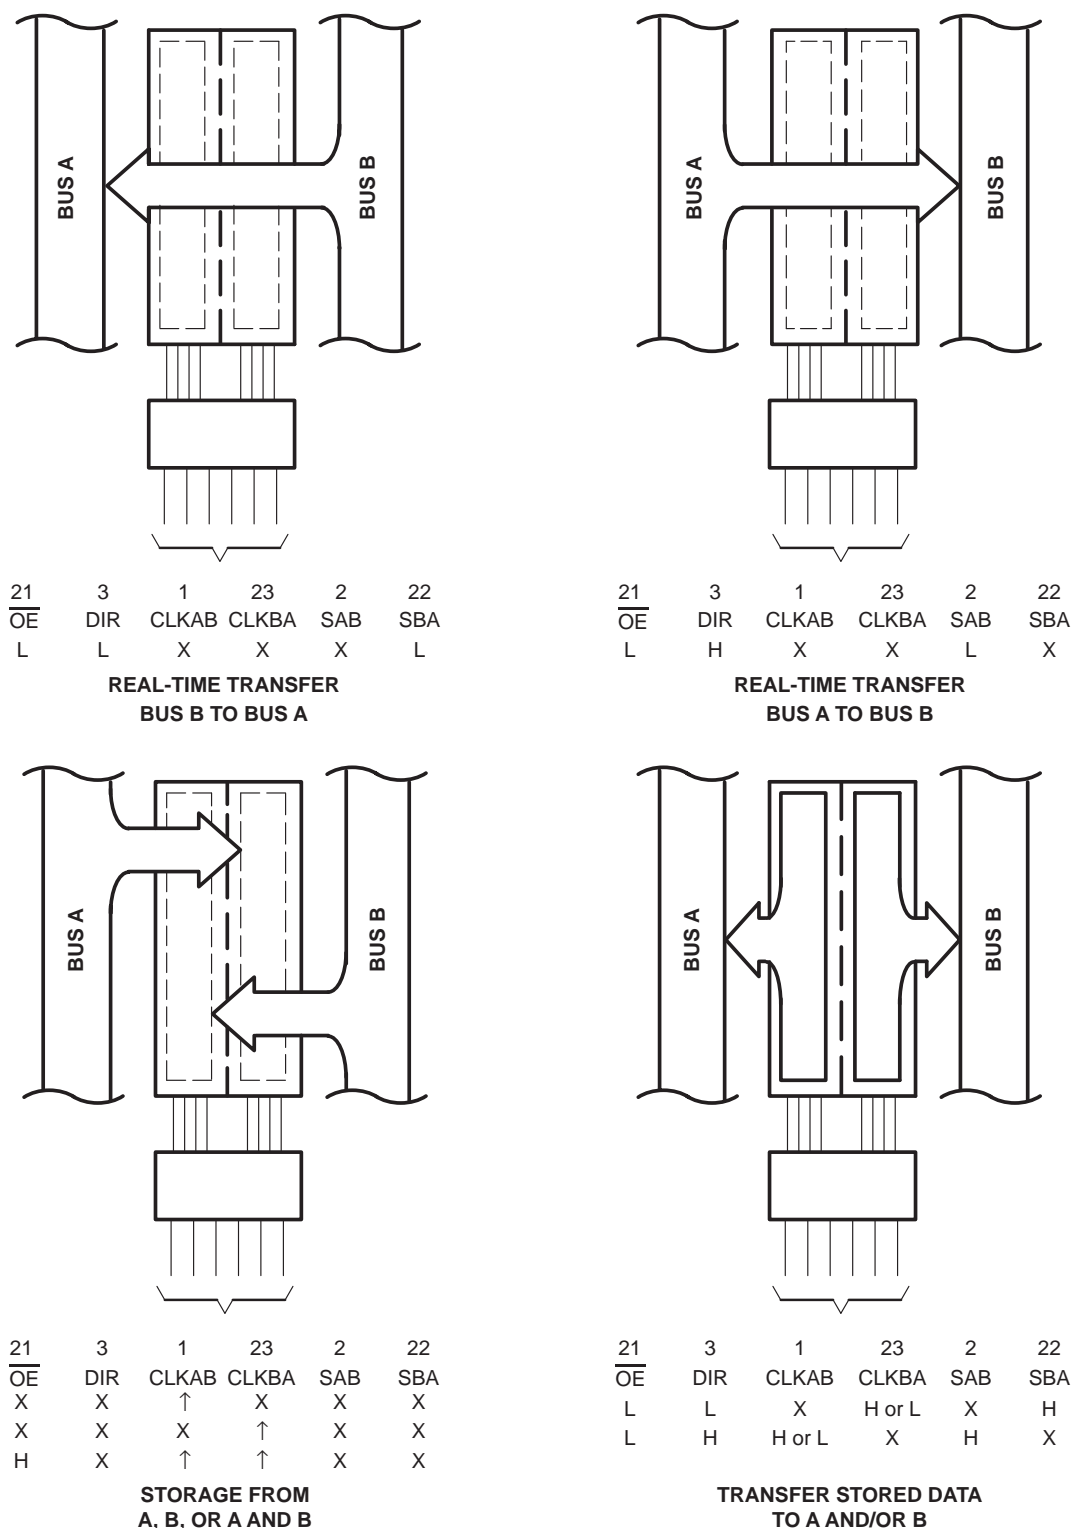 BUS A
BUS B
21 3 1 23 2 22
OE DIR CLKAB CLKBA SAB SBA
L L X X X L
REAL-TIME TRANSFER
BUS B TO BUS A
BUS A
BUS B
21 3 1 23 2 22
OE DIR CLKAB CLKBA SAB SBA
L H X X L X
REAL-TIME TRANSFER
BUS A TO BUS B
BUS A
BUS B
21 3 1 23 2 22
OE DIR CLKAB CLKBA SAB SBA
X X ↑ X X X
X X X ↑ X X
H X ↑ ↑ X X
STORAGE FROM
A, B, OR A AND B
BUS A
BUS B
21 3 1 23 2 22
OE DIR CLKAB CLKBA SAB SBA
L L X H or L X H
L H H or L X H X
TRANSFER STORED DATA
TO A AND/OR B